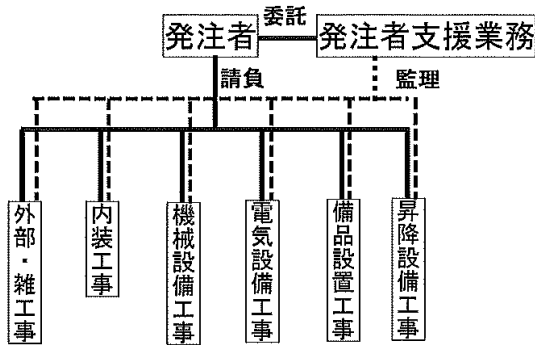 委託
発注者
発注者支援業務
請負
監理
外部・雑工事
内装工事
機械設備工事
電気設備工事
備品設置工事
昇降設備工事